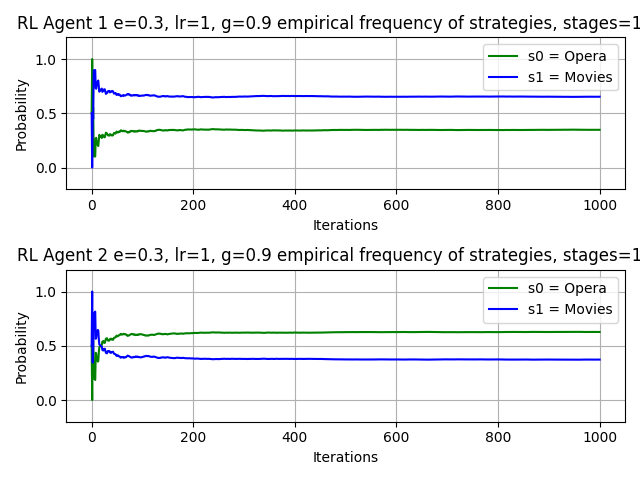 RL Agent 1 e=0.3, lr=1, g=0.9 empirical frequency of strategies, stages=1
1.0
0.5
0.0
Probability
s0 = Opera
s1 = Movies
0 200 400 600 800 1000
Iterations
RL Agent 2 e=0.3, lr=1, g=0.9 empirical frequency of strategies, stages=1
1.0
0.5
0.0
Probability
s0 = Opera
s1 = Movies
0 200 400 600 800 1000
Iterations